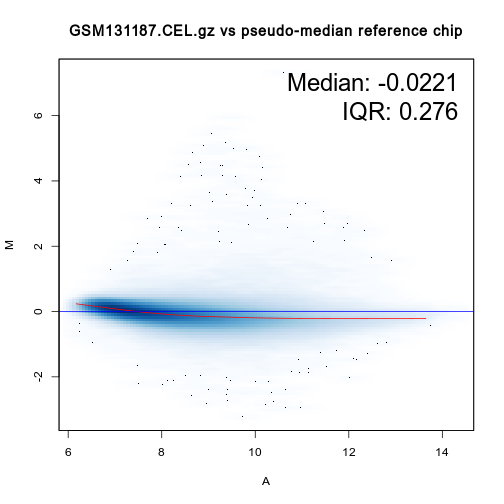 GSM131187.CEL.gz vs pseudo-median reference chip
Median: -0.0221
IQR: 0.276
6
4
2
0
-2
M
6 8 10 12 14
A